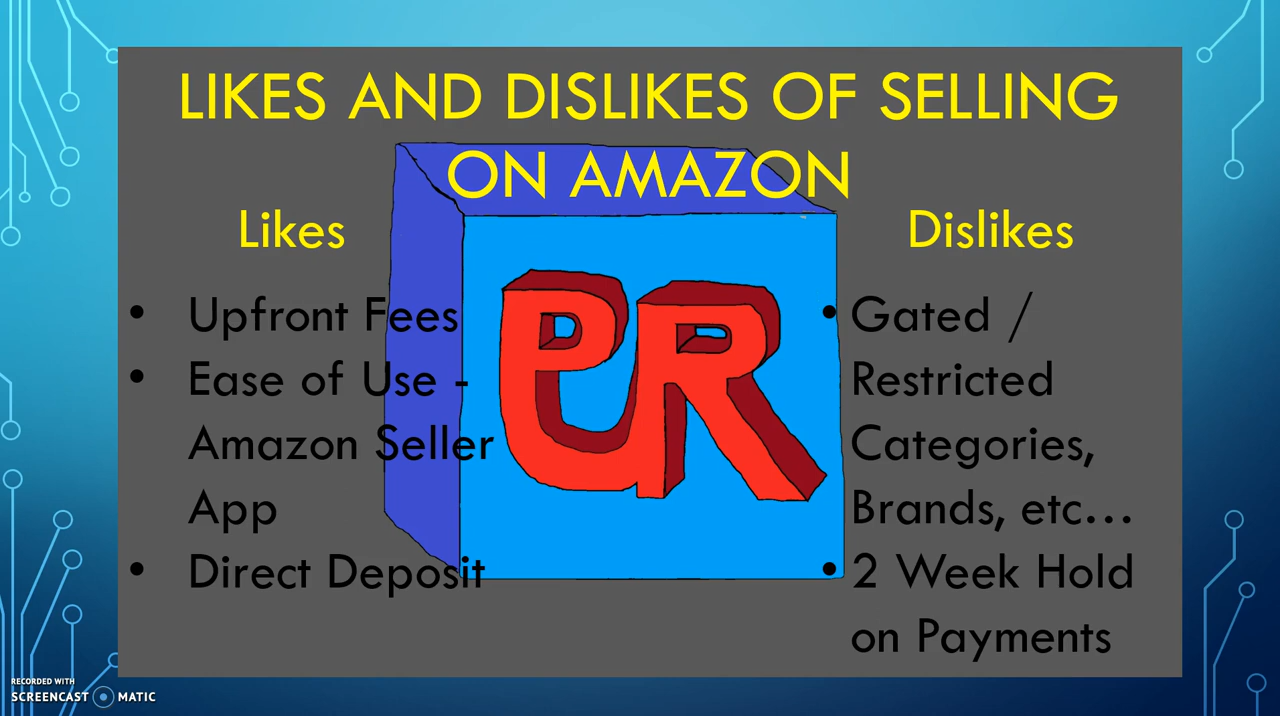 LIKES AND DISLIKES OF SELLING
ON AMAZON
Likes
• Upfront Fees
• Ease of Use -
Amazon Seller
App
• Direct Deposit
Dislikes
• Gated /
Restricted
Categories,
Brands, etc…
• 2 Week Hold
on Payments
PR
RECORDED WITH
SCREENCAST MATIC